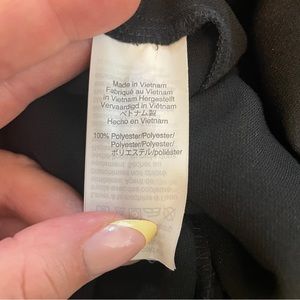 Made in Vietnam
Fabriqué au Vietnam
in Vietnam Hergestellt
Vervaardigd in Vietnam
ベトナム製
Hecho en Vietnam
100% Polyester/Polyester/
Polyester/Polyester/
ポリエステル/poliéster